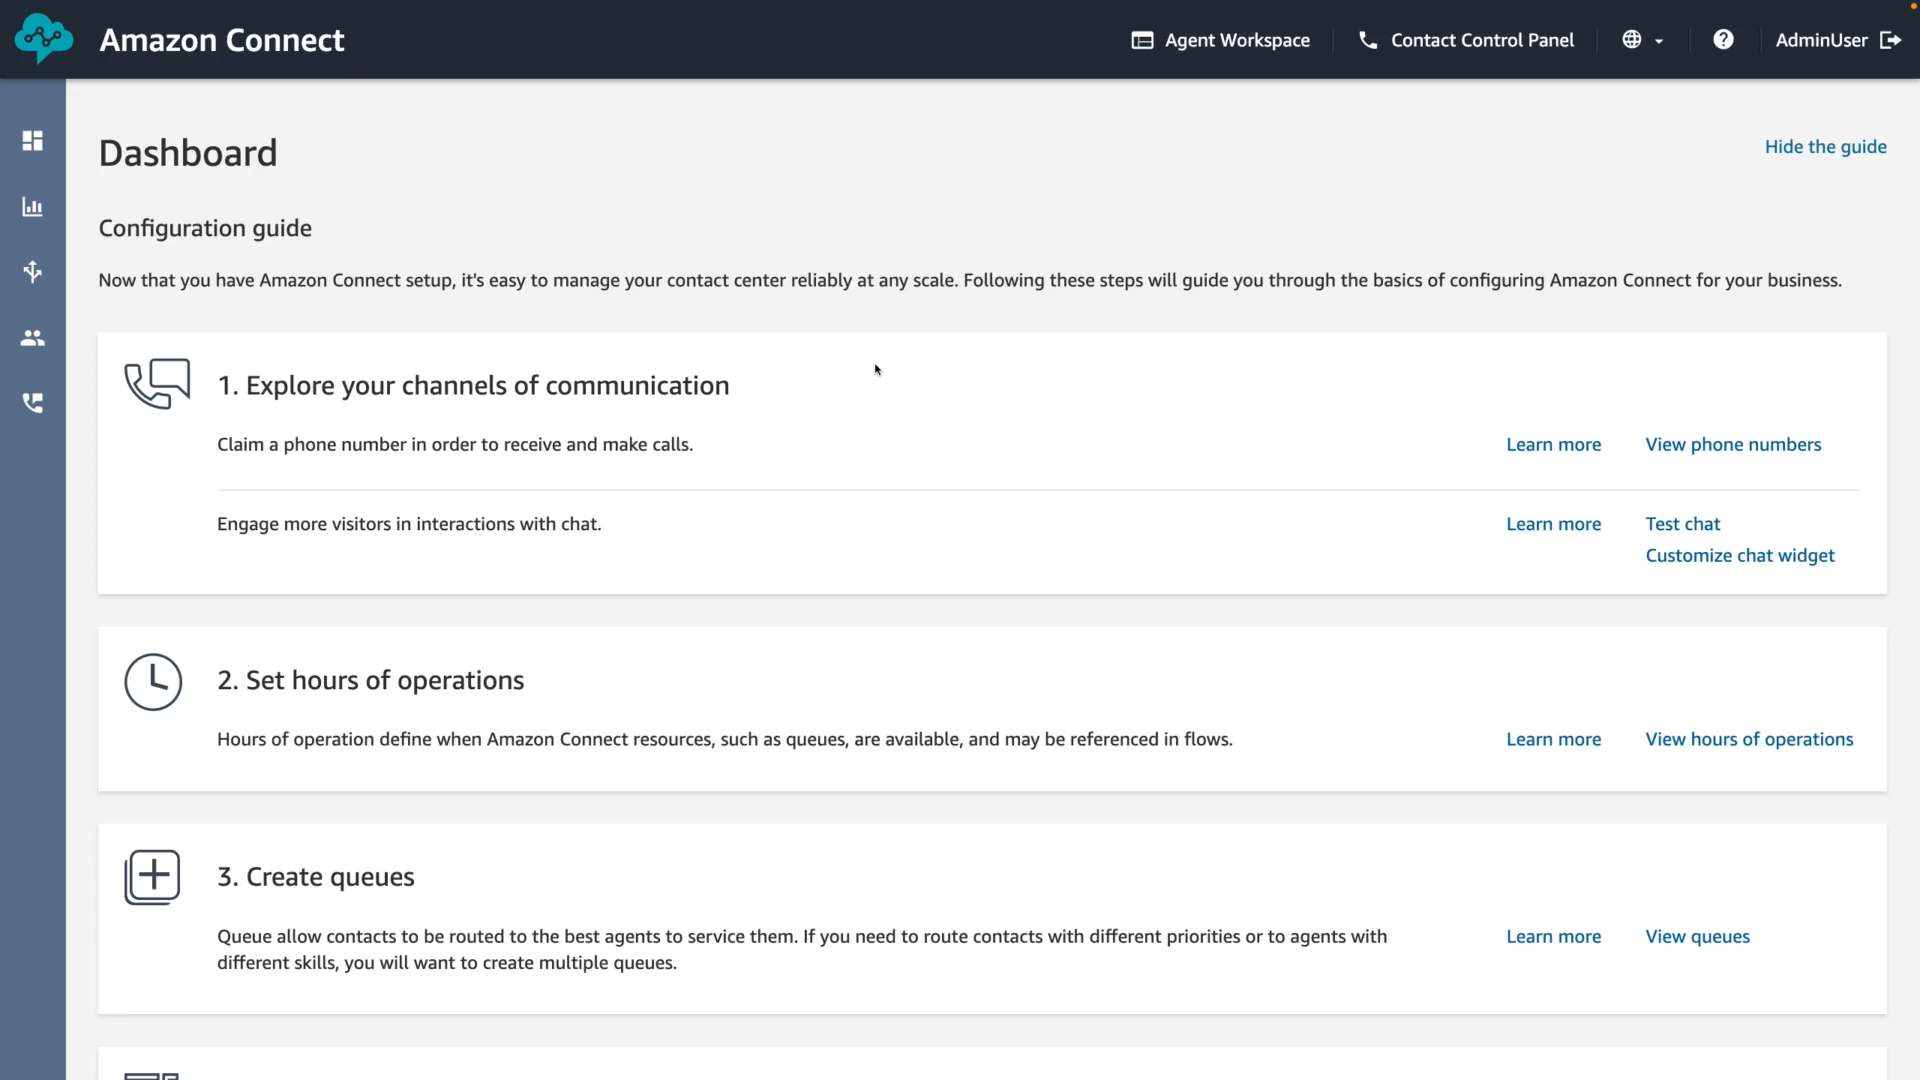 Amazon Connect
Agent Workspace
Contact Control Panel
AdminUser
Dashboard
Hide the guide
Configuration guide
Now that you have Amazon Connect setup, it's easy to manage your contact center reliably at any scale. Following these steps will guide you through the basics of configuring Amazon Connect for your business.
1. Explore your channels of communication
Claim a phone number in order to receive and make calls.
Learn more
View phone numbers
Engage more visitors in interactions with chat.
Learn more
Test chat
Customize chat widget
2. Set hours of operations
Hours of operation define when Amazon Connect resources, such as queues, are available, and may be referenced in flows.
Learn more
View hours of operations
3. Create queues
Queue allow contacts to be routed to the best agents to service them. If you need to route contacts with different priorities or to agents with
different skills, you will want to create multiple queues.
Learn more
View queues